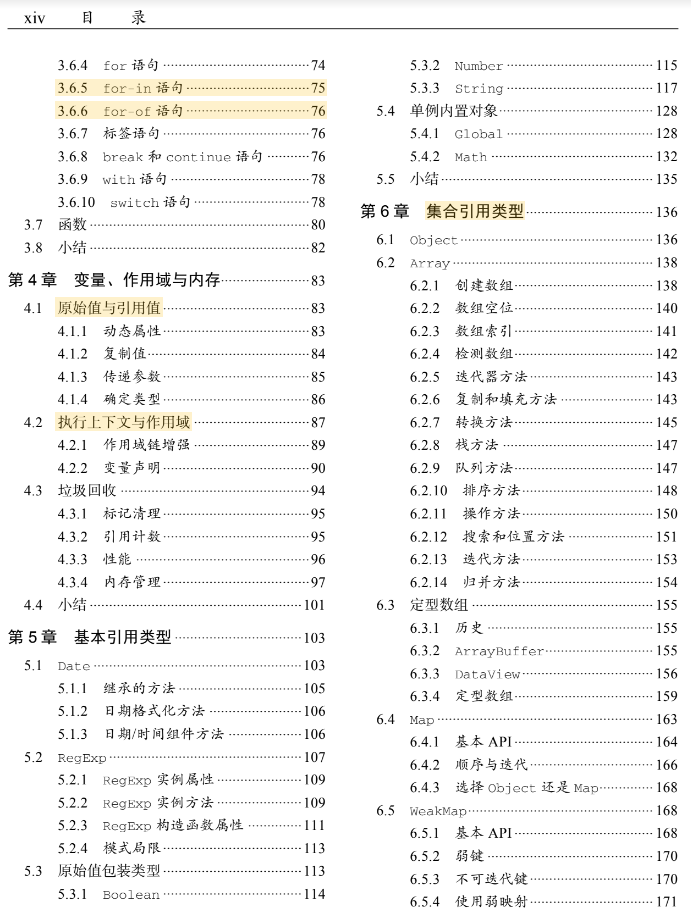 xiv 目 录
3.6.4 for 语句 74
3.6.5 for-in 语句 75
3.6.6 for-of 语句 76
3.6.7 标签语句 76
3.6.8 break 和 continue 语句 76
3.6.9 with 语句 78
3.6.10 switch 语句 78
3.7 函数 80
3.8 小结 82
第 4 章 变量、作用域与内存 83
4.1 原始值与引用值 83
4.1.1 动态属性 83
4.1.2 复制值 84
4.1.3 传递参数 85
4.1.4 确定类型 86
4.2 执行上下文与作用域 87
4.2.1 作用域链增强 89
4.2.2 变量声明 90
4.3 垃圾回收 94
4.3.1 标记清理 95
4.3.2 引用计数 95
4.3.3 性能 96
4.3.4 内存管理 97
4.4 小结 101
第 5 章 基本引用类型 103
5.1 Date 103
5.1.1 继承的方法 105
5.1.2 日期格式化方法 106
5.1.3 日期/时间组件方法 106
5.2 RegExp 107
5.2.1 RegExp 实例属性 109
5.2.2 RegExp 实例方法 109
5.2.3 RegExp 构造函数属性 111
5.2.4 模式局限 113
5.3 原始值包装类型 113
5.3.1 Boolean 114
5.3.2 Number 115
5.3.3 String 117
5.4 单例内置对象 128
5.4.1 Global 128
5.4.2 Math 132
5.5 小结 135
第 6 章 集合引用类型 136
6.1 Object 136
6.2 Array 138
6.2.1 创建数组 138
6.2.2 数组空位 140
6.2.3 数组索引 141
6.2.4 检测数组 142
6.2.5 迭代器方法 143
6.2.6 复制和填充方法 143
6.2.7 转换方法 145
6.2.8 栈方法 147
6.2.9 队列方法 147
6.2.10 排序方法 148
6.2.11 操作方法 150
6.2.12 搜索和位置方法 151
6.2.13 迭代方法 153
6.2.14 归并方法 154
6.3 定型数组 155
6.3.1 历史 155
6.3.2 ArrayBuffer 155
6.3.3 DataView 156
6.3.4 定型数组 159
6.4 Map 163
6.4.1 基本 API 164
6.4.2 顺序与迭代 166
6.4.3 选择 Object 还是 Map 168
6.5 WeakMap 168
6.5.1 基本 API 168
6.5.2 弱键 170
6.5.3 不可迭代键 170
6.5.4 使用弱映射 171